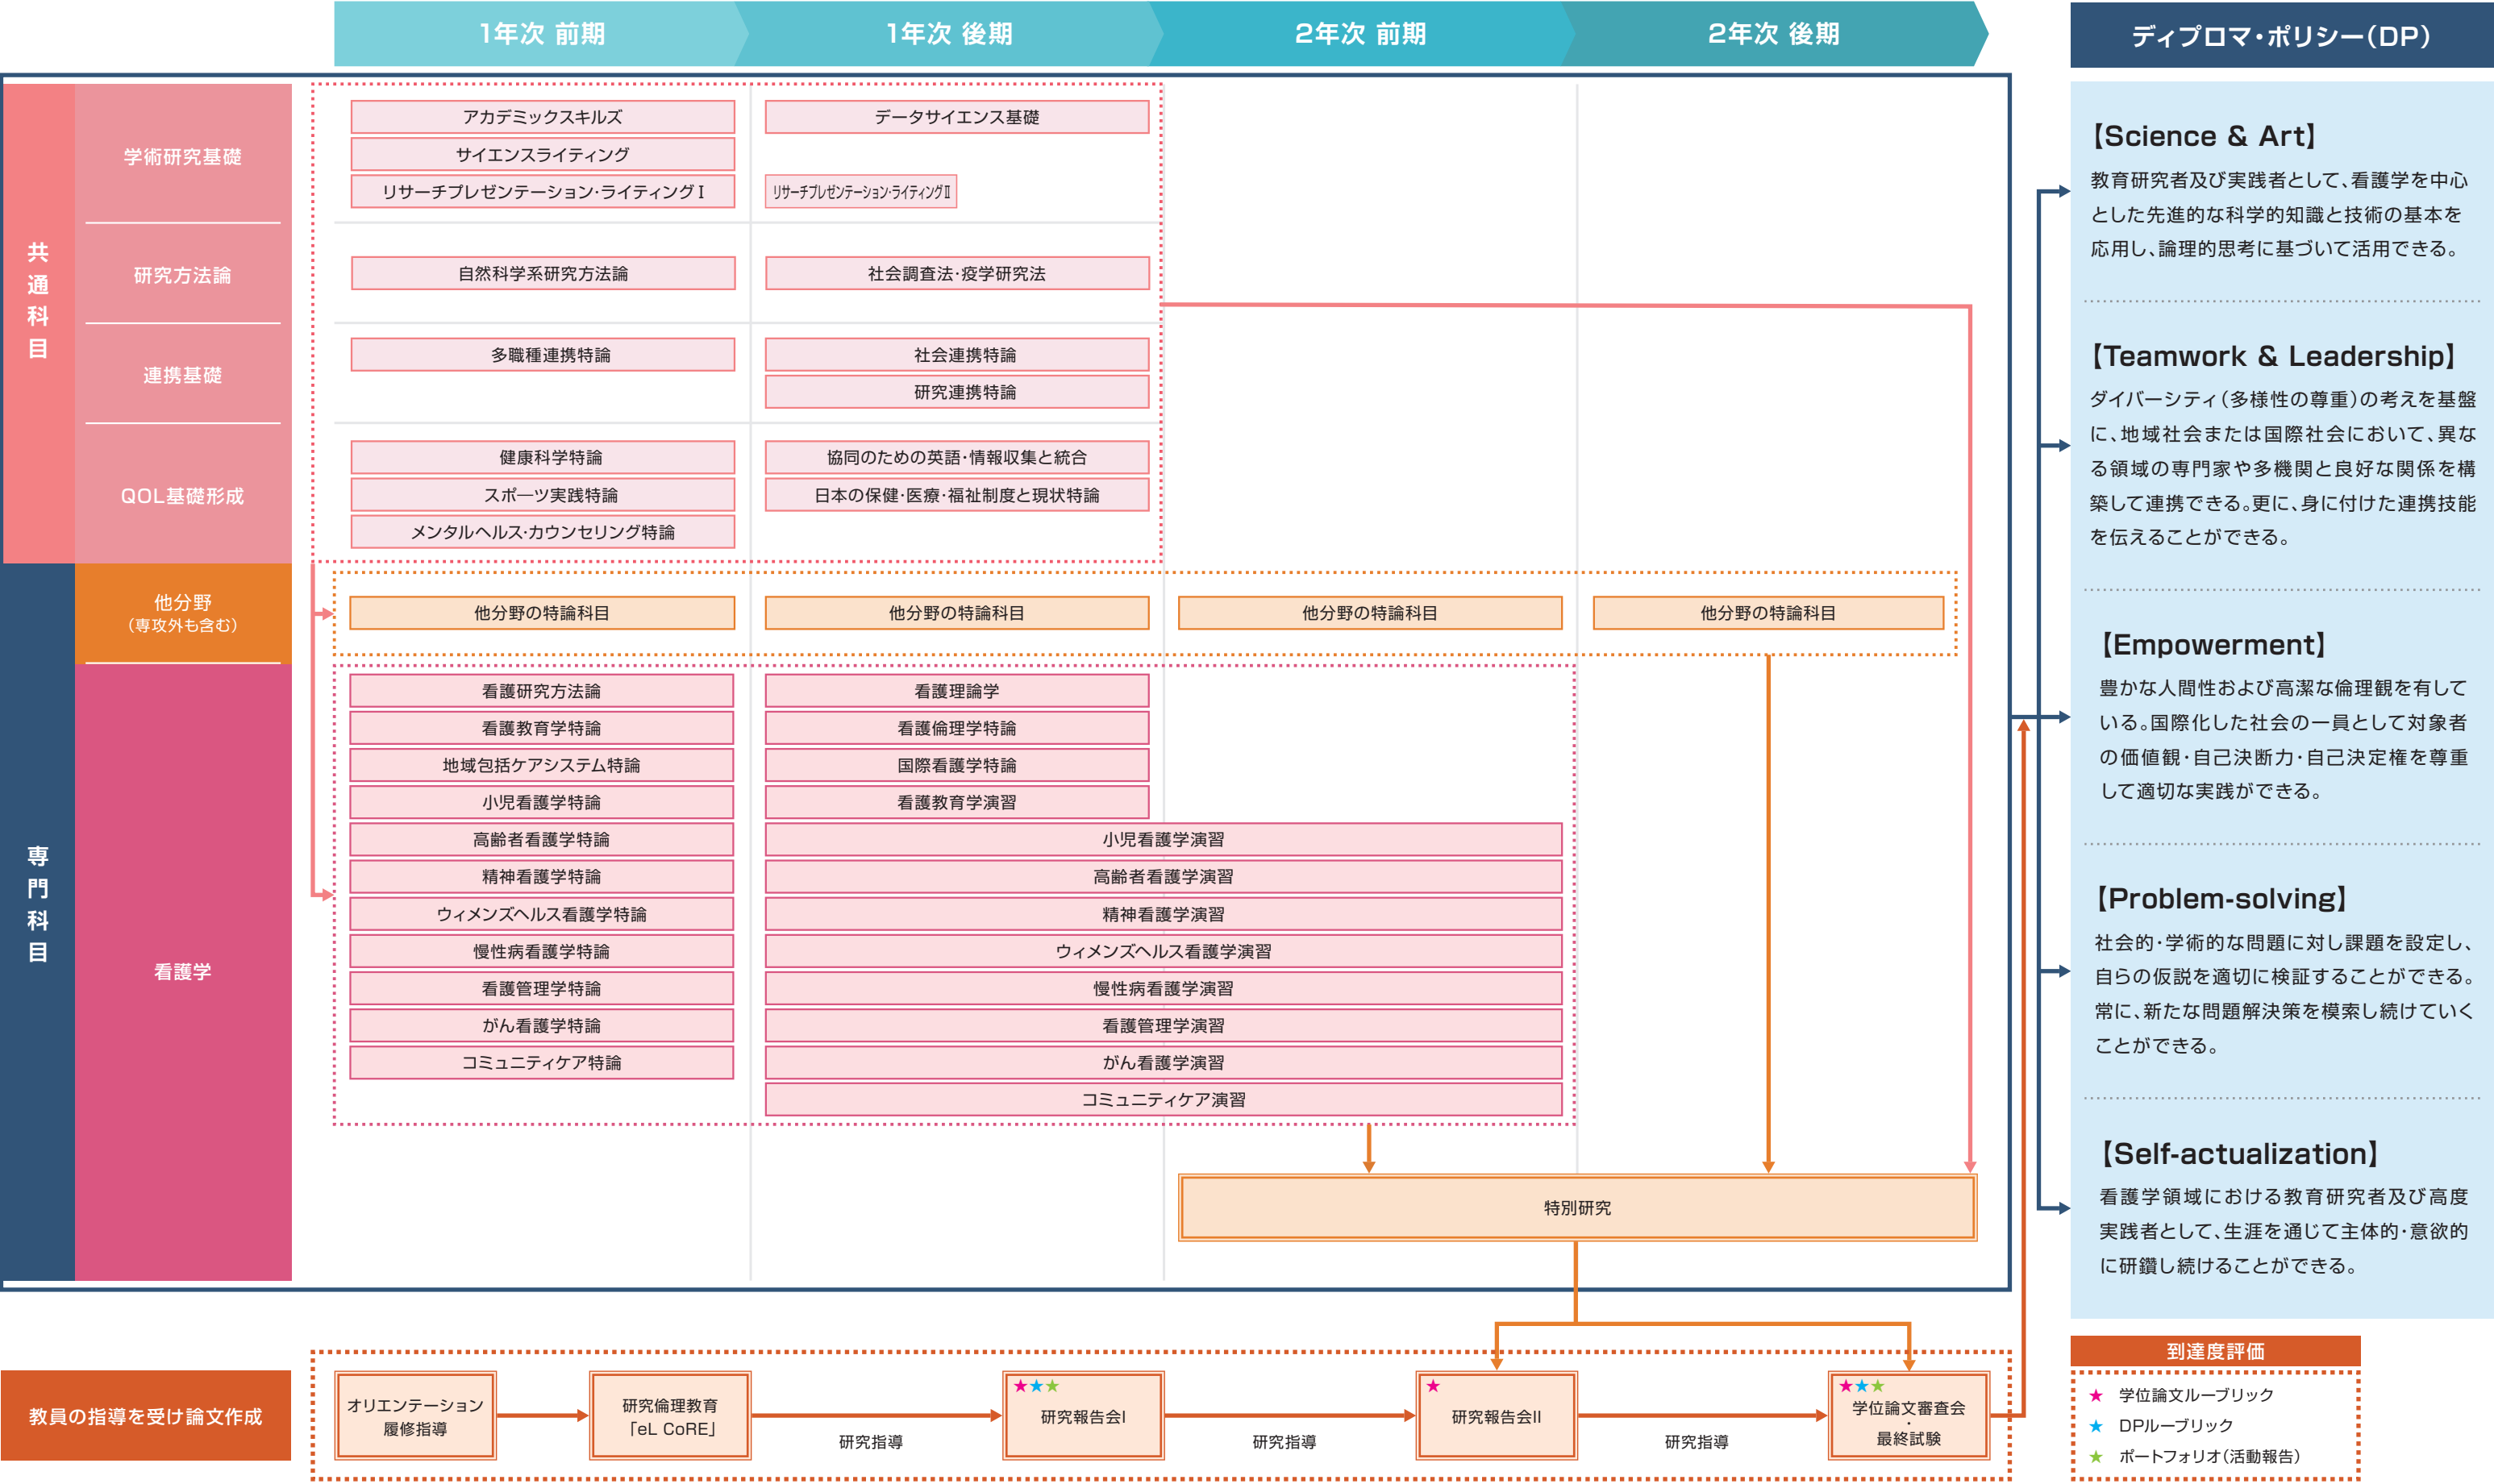 1年次 前期
1年次 後期
2年次 前期
2年次 後期
ディプロマ・ポリシー(DP)
共通科目
学術研究基礎
アカデミックスキルズ
データサイエンス基礎
サイエンスライティング
リサーチプレゼンテーション・ライティングⅠ
リサーチプレゼンテーション・ライティングⅡ
研究方法論
自然科学系研究方法論
社会調査法・疫学研究法
連携基礎
多職種連携特論
社会連携特論
研究連携特論
QOL基礎形成
健康科学特論
協同のための英語・情報収集と統合
スポーツ実践特論
日本の保健・医療・福祉制度と現状特論
メンタルヘルス・カウンセリング特論
専門科目
他分野
(専攻外も含む)
他分野の特論科目
他分野の特論科目
他分野の特論科目
他分野の特論科目
看護学
看護研究方法論
看護教育学特論
地域包括ケアシステム特論
小児看護学特論
高齢者看護学特論
精神看護学特論
ウィメンズヘルス看護学特論
慢性病看護学特論
看護管理学特論
がん看護学特論
コミュニティケア特論
看護理論学
看護倫理学特論
国際看護学特論
看護教育学演習
小児看護学演習
高齢者看護学演習
精神看護学演習
ウィメンズヘルス看護学演習
慢性病看護学演習
看護管理学演習
がん看護学演習
コミュニティケア演習
特別研究
【Science & Art】
教育研究者及び実践者として、看護学を中心
とした先進的な科学的知識と技術の基本を
応用し、論理的思考に基づいて活用できる。
【Teamwork & Leadership】
ダイバーシティ(多様性の尊重)の考えを基盤
に、地域社会または国際社会において、異な
る領域の専門家や多機関と良好な関係を構
築して連携できる。更に、身に付けた連携技能
を伝えることができる。
【Empowerment】
豊かな人間性および高潔な倫理観を有して
いる。国際化した社会の一員として対象者
の価値観・自己決断力・自己決定権を尊重
して適切な実践ができる。
【Problem-solving】
社会的・学術的な問題に対し課題を設定し、
自らの仮説を適切に検証することができる。
常に、新たな問題解決策を模索し続けていく
ことができる。
【Self-actualization】
看護学領域における教育研究者及び高度
実践者として、生涯を通じて主体的・意欲的
に研鑽し続けることができる。
教員の指導を受け論文作成
オリエンテーション
履修指導
研究倫理教育
「eL CoRE」
研究指導
★★★
研究報告会Ⅰ
研究指導
★
研究報告会II
研究指導
★★★
学位論文審査会
・
最終試験
到達度評価
★ 学位論文ルーブリック
★ DPルーブリック
★ ポートフォリオ(活動報告)